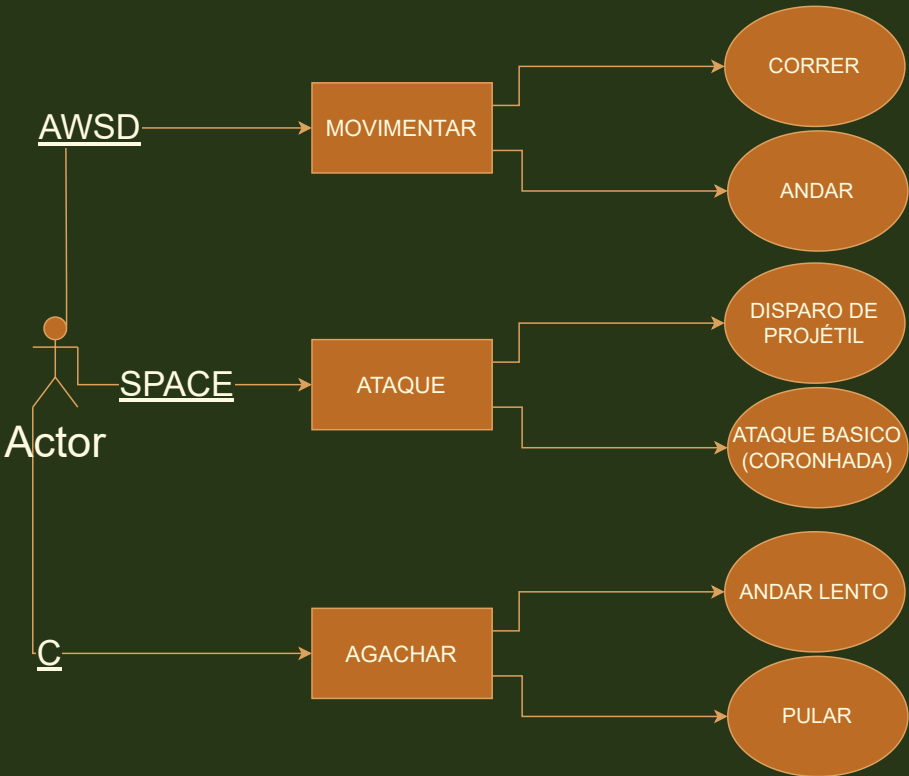 AWSD
MOVIMENTAR
CORRER
ANDAR
Actor
SPACE
ATAQUE
DISPARO DE
PROJÉTIL
ATAQUE BASICO
(CORONHADA)
C
AGACHAR
ANDAR LENTO
PULAR